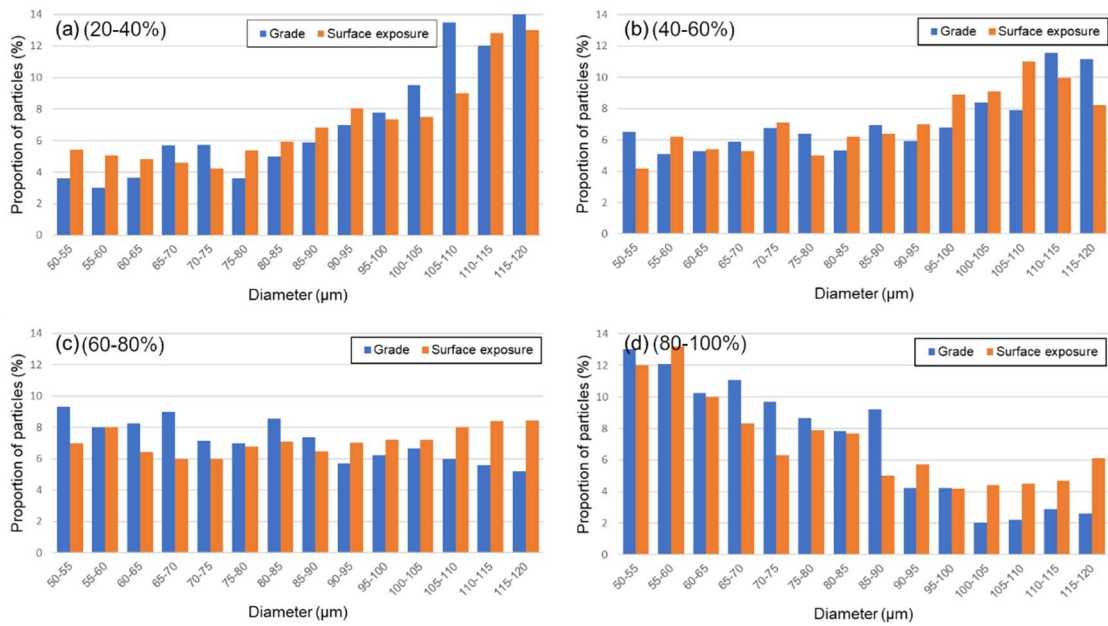 (a) (20-40%)
Grade Surface exposure
Proportion of particles (%)
14
12
10
8
6
4
2
0
50-55 55-60 60-65 65-70 70-75 75-80 80-85 85-90 90-95 95-100 100-105 105-110 110-115 115-120
Diameter (µm)
(b) (40-60%)
Grade Surface exposure
Proportion of particles (%)
14
12
10
8
6
4
2
0
50-55 55-60 60-65 65-70 70-75 75-80 80-85 85-90 90-95 95-100 100-105 105-110 110-115 115-120
Diameter (µm)
(c) (60-80%)
Grade Surface exposure
Proportion of particles (%)
14
12
10
8
6
4
2
0
50-55 55-60 60-65 65-70 70-75 75-80 80-85 85-90 90-95 95-100 100-105 105-110 110-115 115-120
Diameter (µm)
(d) (80-100%)
Grade Surface exposure
Proportion of particles (%)
14
12
10
8
6
4
2
0
50-55 55-60 60-65 65-70 70-75 75-80 80-85 85-90 90-95 95-100 100-105 105-110 110-115 115-120
Diameter (µm)